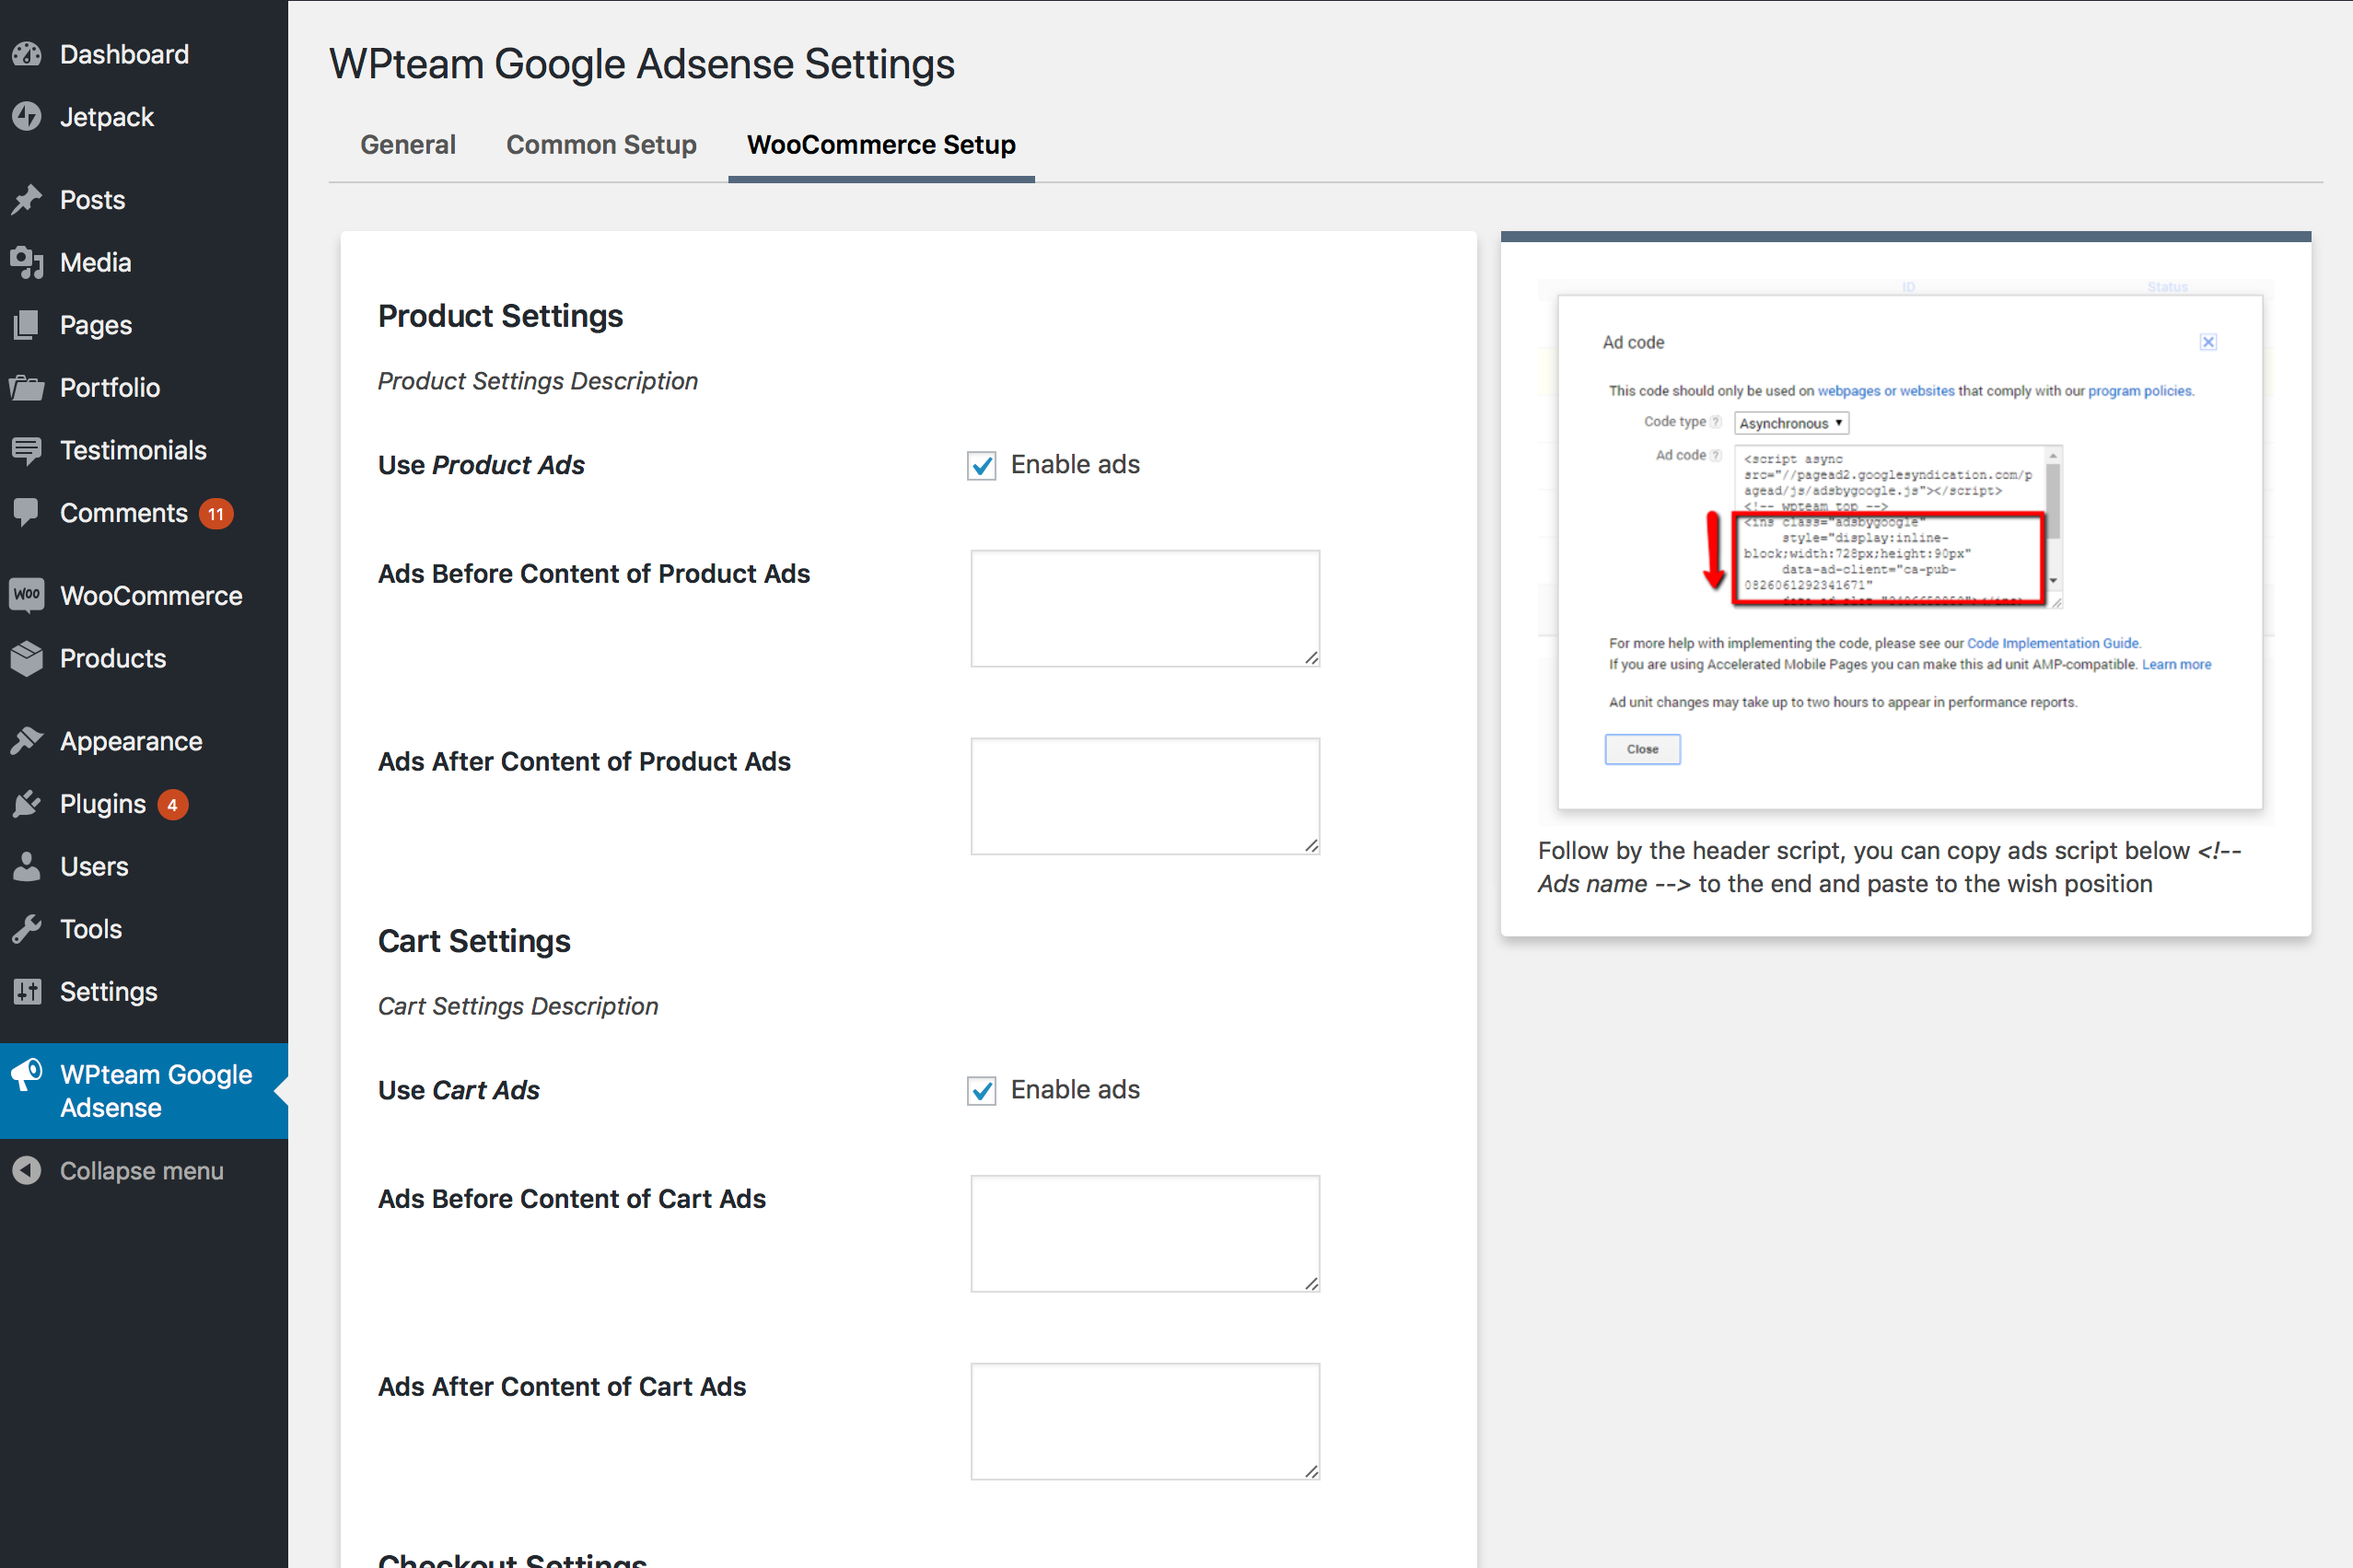 Dashboard
Jetpack
Posts
Media
Pages
Portfolio
Testimonials
Comments 11
Woo WooCommerce
Products
Appearance
Plugins 4
Users
Tools
Settings
WPteam Google
Adsense
Collapse menu
WPteam Google Adsense Settings
General Common Setup WooCommerce Setup
Product Settings
Product Settings Description
Use Product Ads Enable ads
Ads Before Content of Product Ads
Ads After Content of Product Ads
Cart Settings
Cart Settings Description
Use Cart Ads Enable ads
Ads Before Content of Cart Ads
Ads After Content of Cart Ads
Checkout Settings
ID Status
Ad code
This code should only be used on webpages or websites that comply with our program policies.
Code type ? Asynchronous
Ad code ?
<script async
src="//pagead2.googlesyndication.com/p
agead/js/adsbygoogle.js"></script>
<!-- wpteam top -->
<ins class="adsbygoogle"
style="display:inline-
block;width:728px;height:90px"
data-ad-client="ca-pub-
0826061292341671"
For more help with implementing the code, please see our Code Implementation Guide.
If you are using Accelerated Mobile Pages you can make this ad unit AMP-compatible. Learn more
Ad unit changes may take up to two hours to appear in performance reports.
Close
Follow by the header script, you can copy ads script below <!--
Ads name --> to the end and paste to the wish position